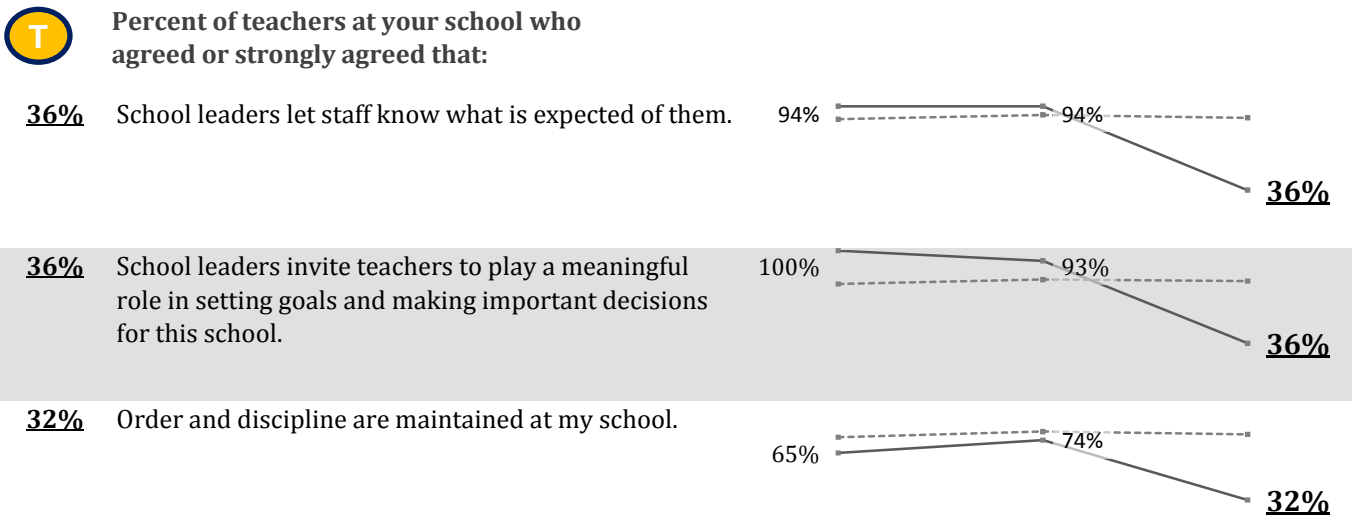 T
Percent of teachers at your school who
agreed or strongly agreed that:
36% School leaders let staff know what is expected of them. 94% 94% 36%
36% School leaders invite teachers to play a meaningful 100% 93% 36%
role in setting goals and making important decisions
for this school.
32% Order and discipline are maintained at my school. 65% 74% 32%